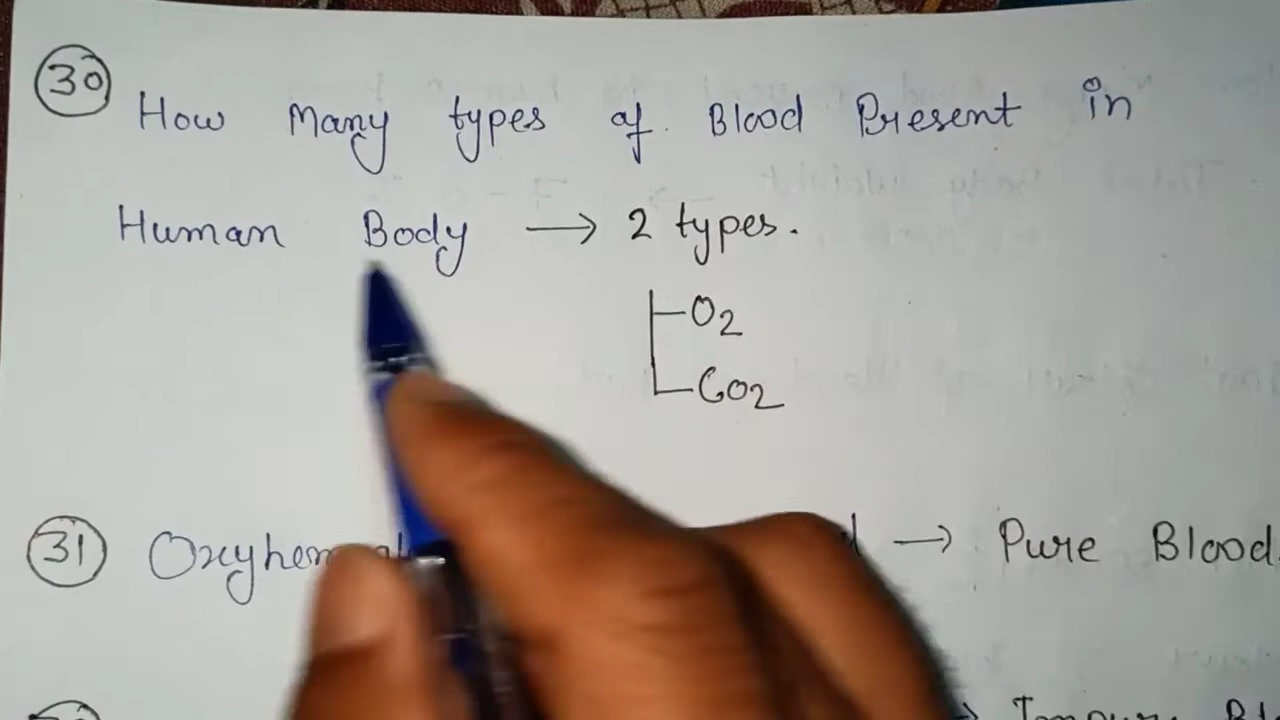 30 How Many types of Blood Present in
Human Body → 2 types.
O2
CO2
31 → Pure Blood